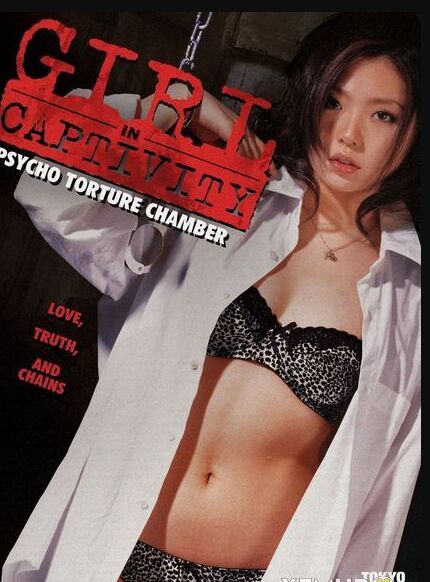 GIRL
IN
CAPTIVITY
PSYCHO TORTURE CHAMBER
LOVE,
TRUTH,
AND
CHAINS
TOKYO